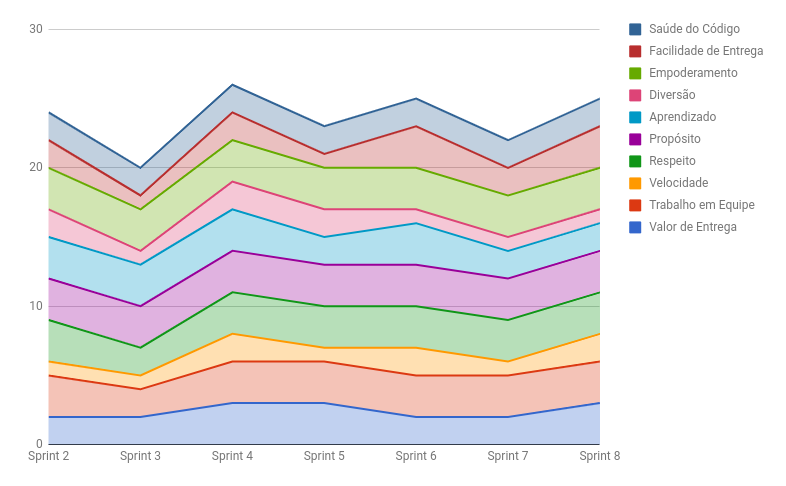 30
20
10
0
Sprint 2
Sprint 3
Sprint 4
Sprint 5
Sprint 6
Sprint 7
Sprint 8
Saúde do Código
Facilidade de Entrega
Empoderamento
Diversão
Aprendizado
Propósito
Respeito
Velocidade
Trabalho em Equipe
Valor de Entrega